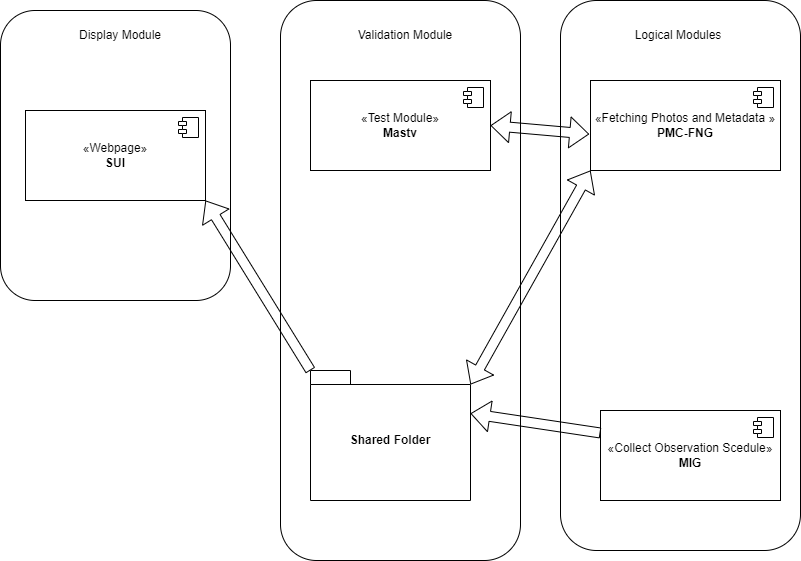 Display Module
Validation Module
Logical Modules
«Webpage»
SUI
«Test Module»
Mastv
«Fetching Photos and Metadata »
PMC-FNG
Shared Folder
«Collect Observation Scedule»
MIG